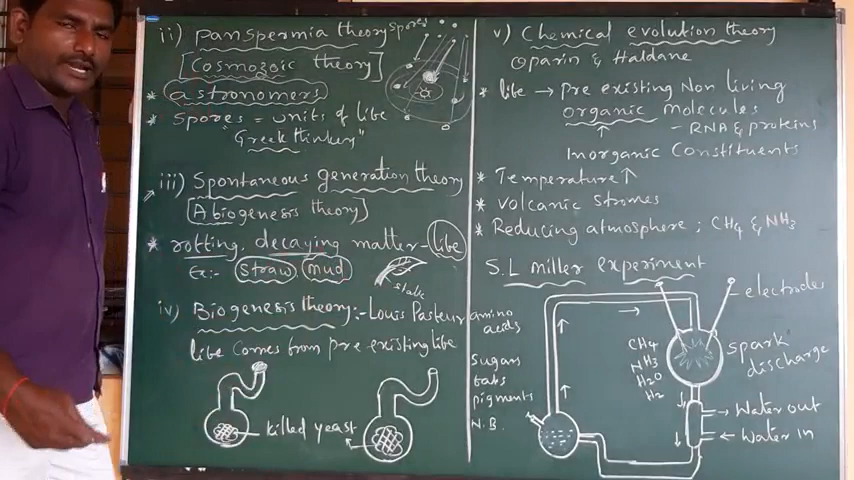 ii) Panspermia theory spores
[Cosmozoic theory]
* astronomers
* Spores = units of life
"Greek thinkers"
iii) Spontaneous generation theory
[Abiogenesis theory]
* rotting, decaying matter - life
Ex:- straw mud
iv) Biogenesis theory:- Louis Pasteur
life comes from pre existing life
killed yeast
v) Chemical evolution theory
Oparin & Haldane
* life → Pre existing Non living
organic molecules
↑ - RNA & proteins
Inorganic Constituents
* Temperature ↑
* volcanic stromes
* Reducing atmosphere ; CH4 & NH3
S.L miller experiment
electrodes
amino
acids
CH4
NH3
H2O
H2
spark
discharge
Sugars
fats
pigments
N.B.
→ Water out
← Water in